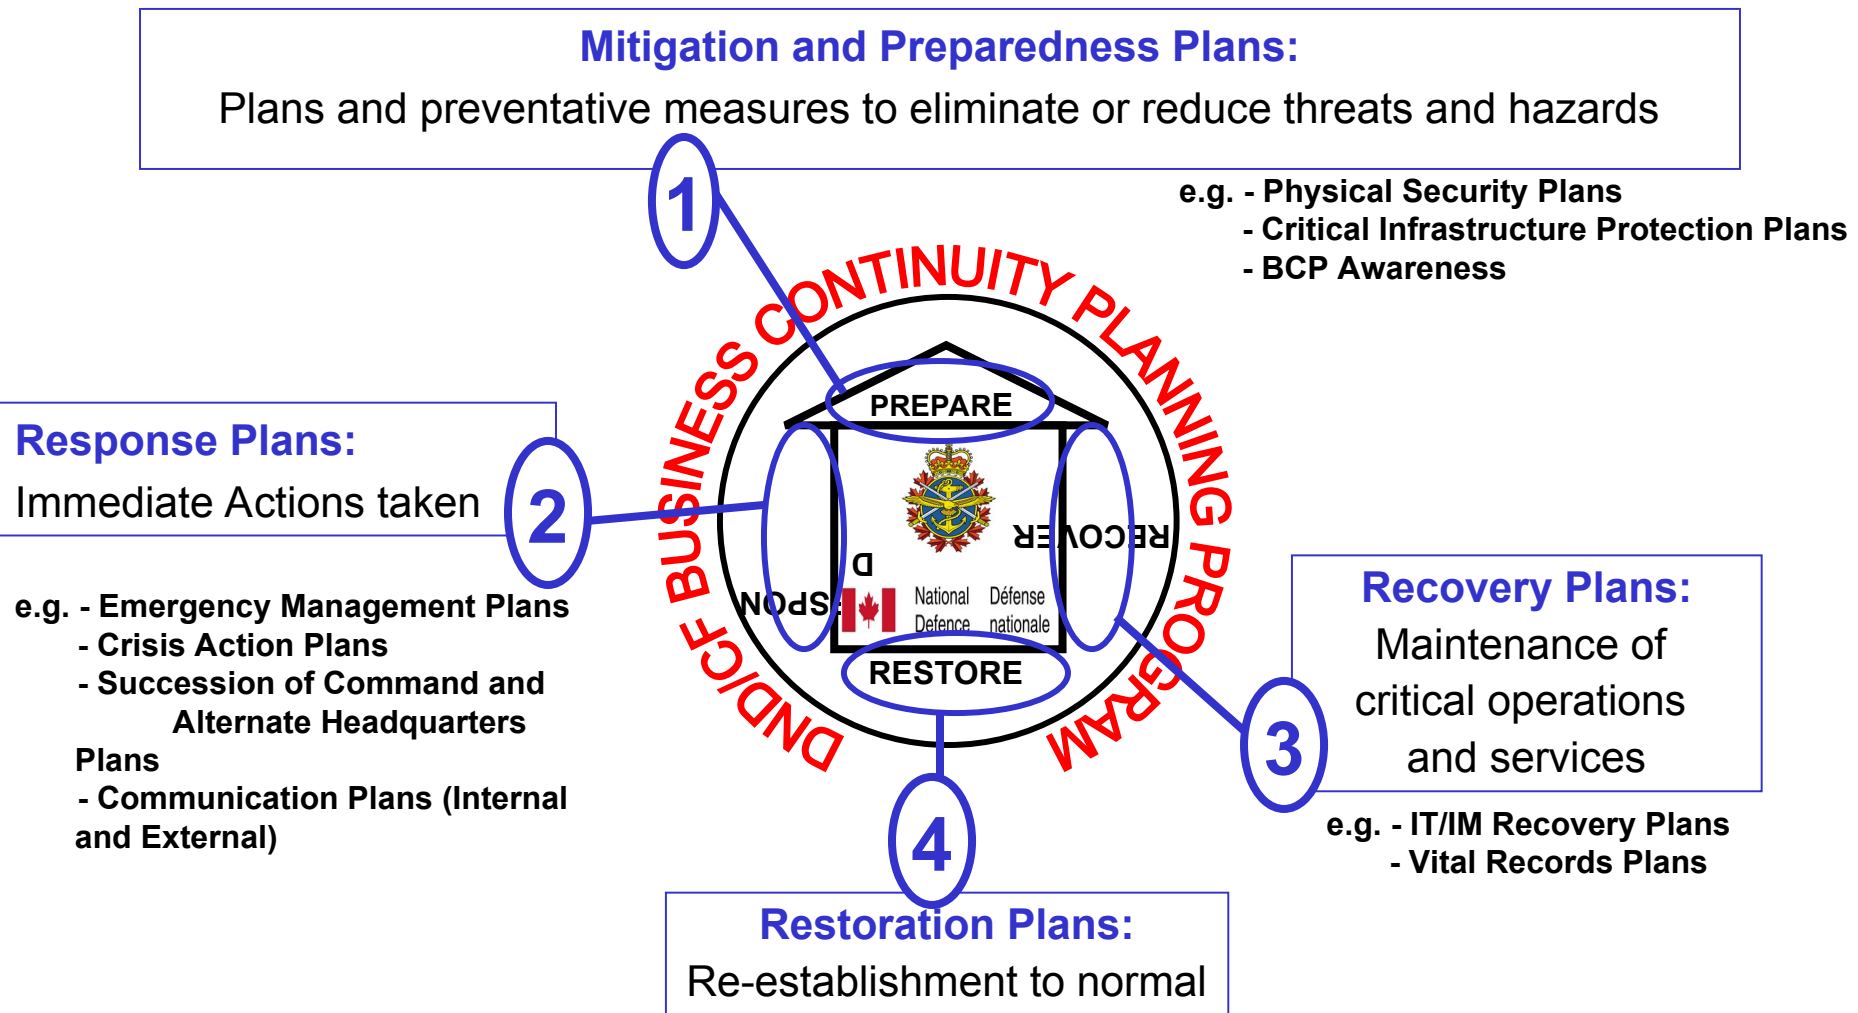 Mitigation and Preparedness Plans:
Plans and preventative measures to eliminate or reduce threats and hazards
1
e.g. - Physical Security Plans
- Critical Infrastructure Protection Plans
- BCP Awareness
DND/CF BUSINESS CONTINUITY PLANNING PROGRAM
PREPARE
Response Plans:
Immediate Actions taken
2
e.g. - Emergency Management Plans
- Crisis Action Plans
- Succession of Command and
Alternate Headquarters
Plans
- Communication Plans (Internal
and External)
RECOVER
D
SPON
National
Defence
Défense
nationale
RESTORE
Recovery Plans:
Maintenance of
critical operations
and services
3
e.g. - IT/IM Recovery Plans
- Vital Records Plans
4
Restoration Plans:
Re-establishment to normal